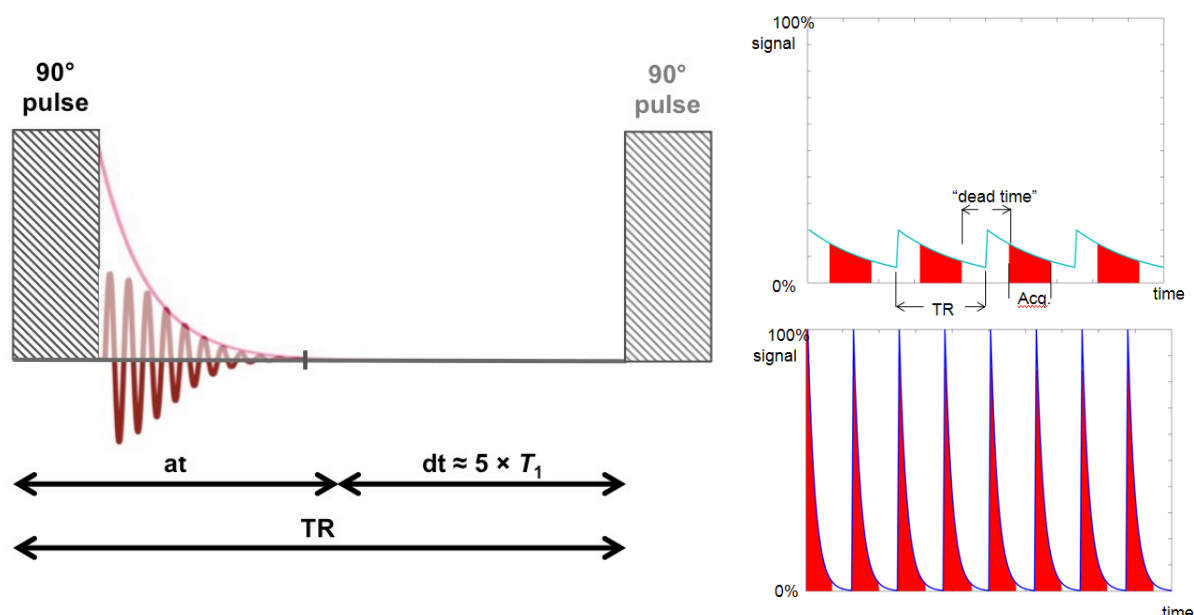 90°
pulse
90°
pulse
at
dt ≈ 5 × T1
TR
100%
signal
“dead time”
0%
TR
Acq.
time
100%
signal
0%
time